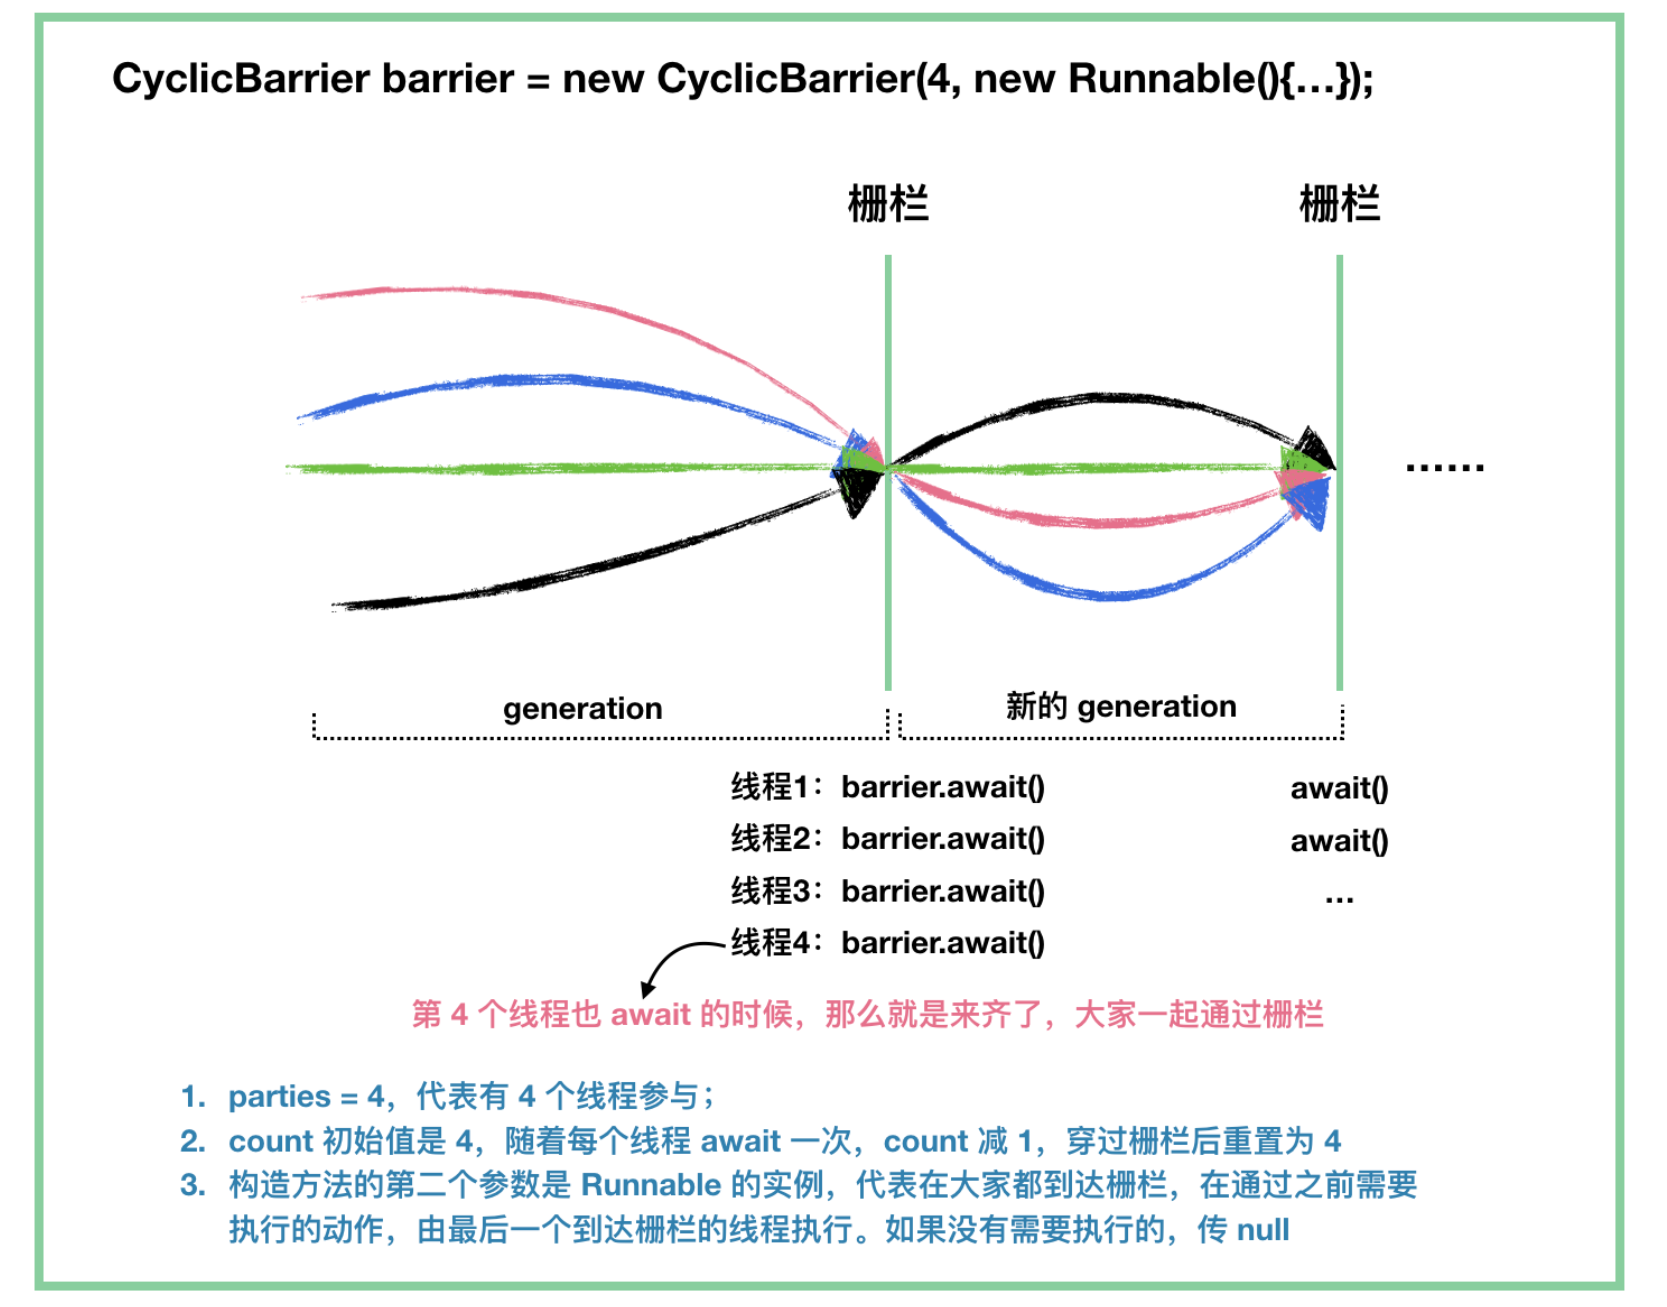 CyclicBarrier barrier = new CyclicBarrier(4, new Runnable(){...});
栅栏 栅栏
......
generation 新的 generation
线程1：barrier.await() await()
线程2：barrier.await() await()
线程3：barrier.await() ...
线程4：barrier.await()
第 4 个线程也 await 的时候，那么就是来齐了，大家一起通过栅栏
1. parties = 4，代表有 4 个线程参与；
2. count 初始值是 4，随着每个线程 await 一次，count 减 1，穿过栅栏后重置为 4
3. 构造方法的第二个参数是 Runnable 的实例，代表在大家都到达栅栏，在通过之前需要
执行的动作，由最后一个到达栅栏的线程执行。如果没有需要执行的，传 null